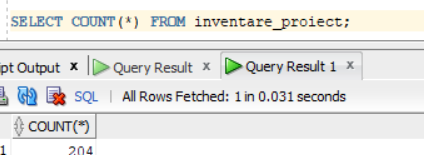 SELECT COUNT(*) FROM inventare_proiect;
pt Output x Query Result x Query Result 1 x
SQL | All Rows Fetched: 1 in 0.031 seconds
COUNT(*)
1 204